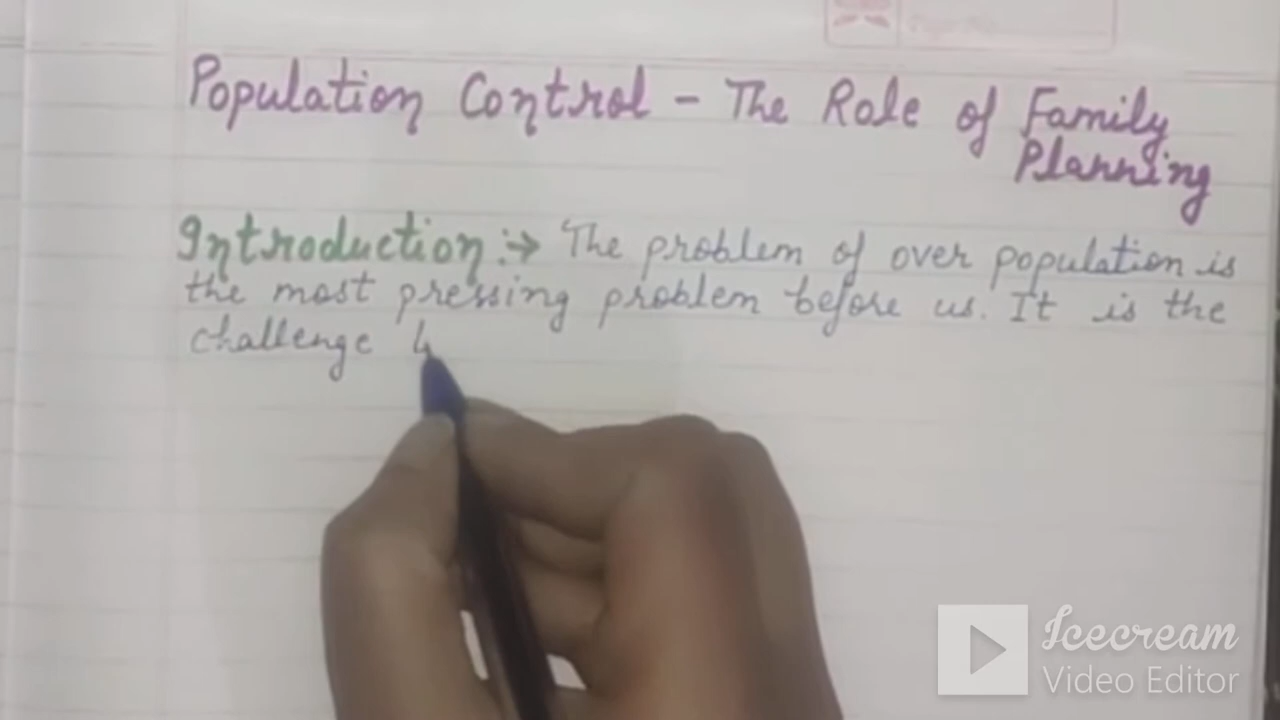 Population Control - The Role of Family
Planning
Introduction :→ The problem of over population is
the most pressing problem before us. It is the
challenge
Icecream
Video Editor